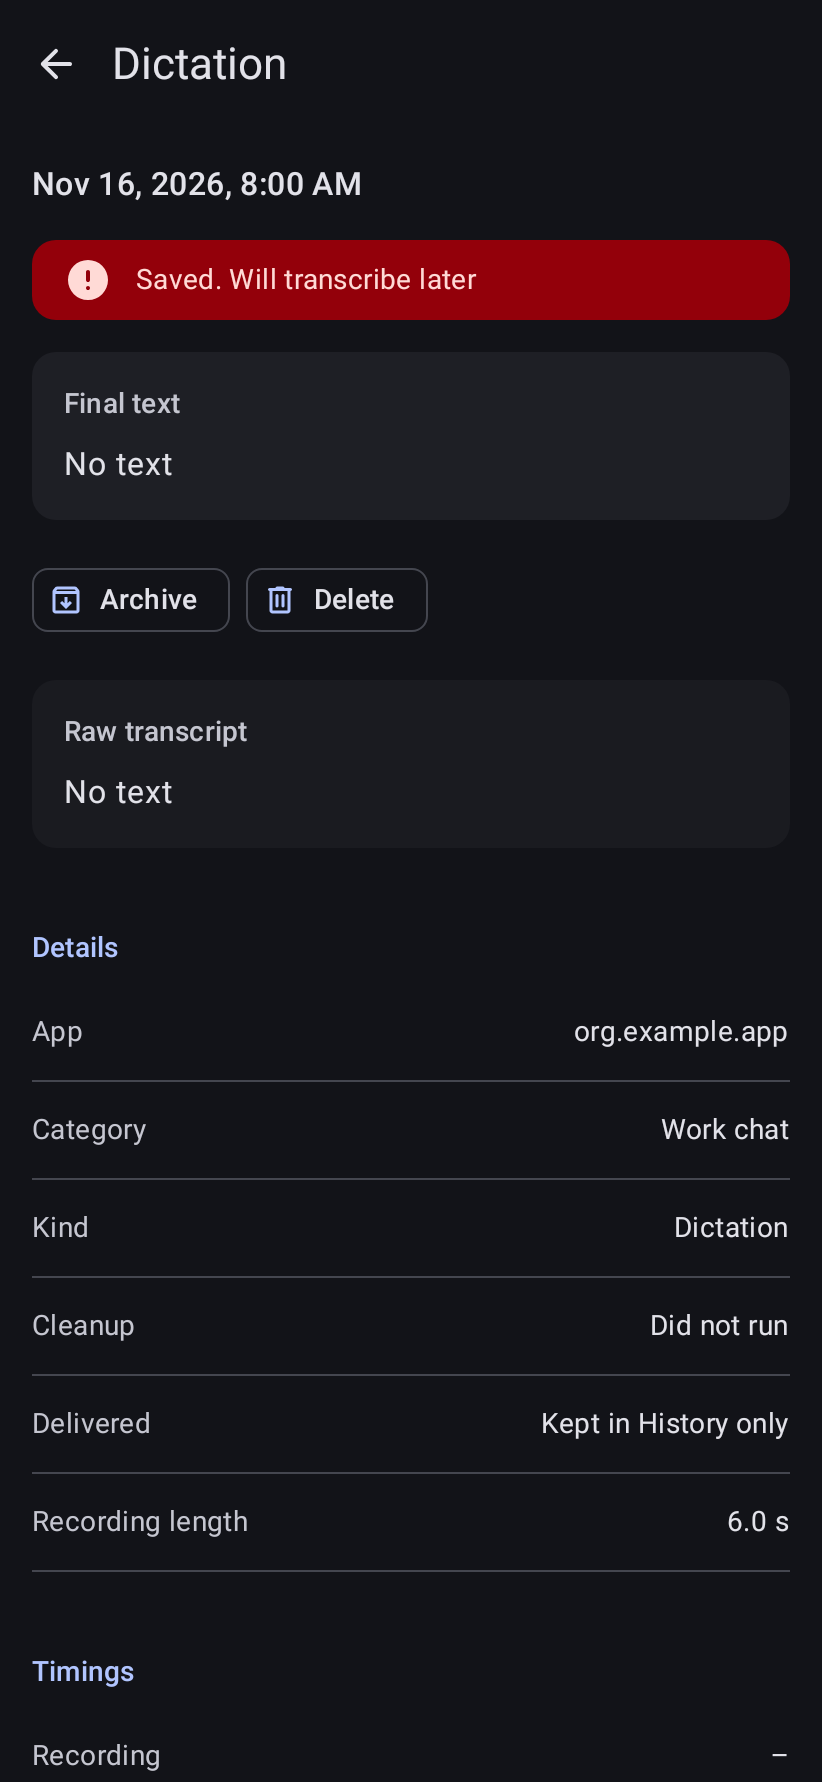 Dictation
Nov 16, 2026, 8:00 AM
Saved. Will transcribe later
Final text
No text
Archive Delete
Raw transcript
No text
Details
App org.example.app
Category Work chat
Kind Dictation
Cleanup Did not run
Delivered Kept in History only
Recording length 6.0 s
Timings
Recording –